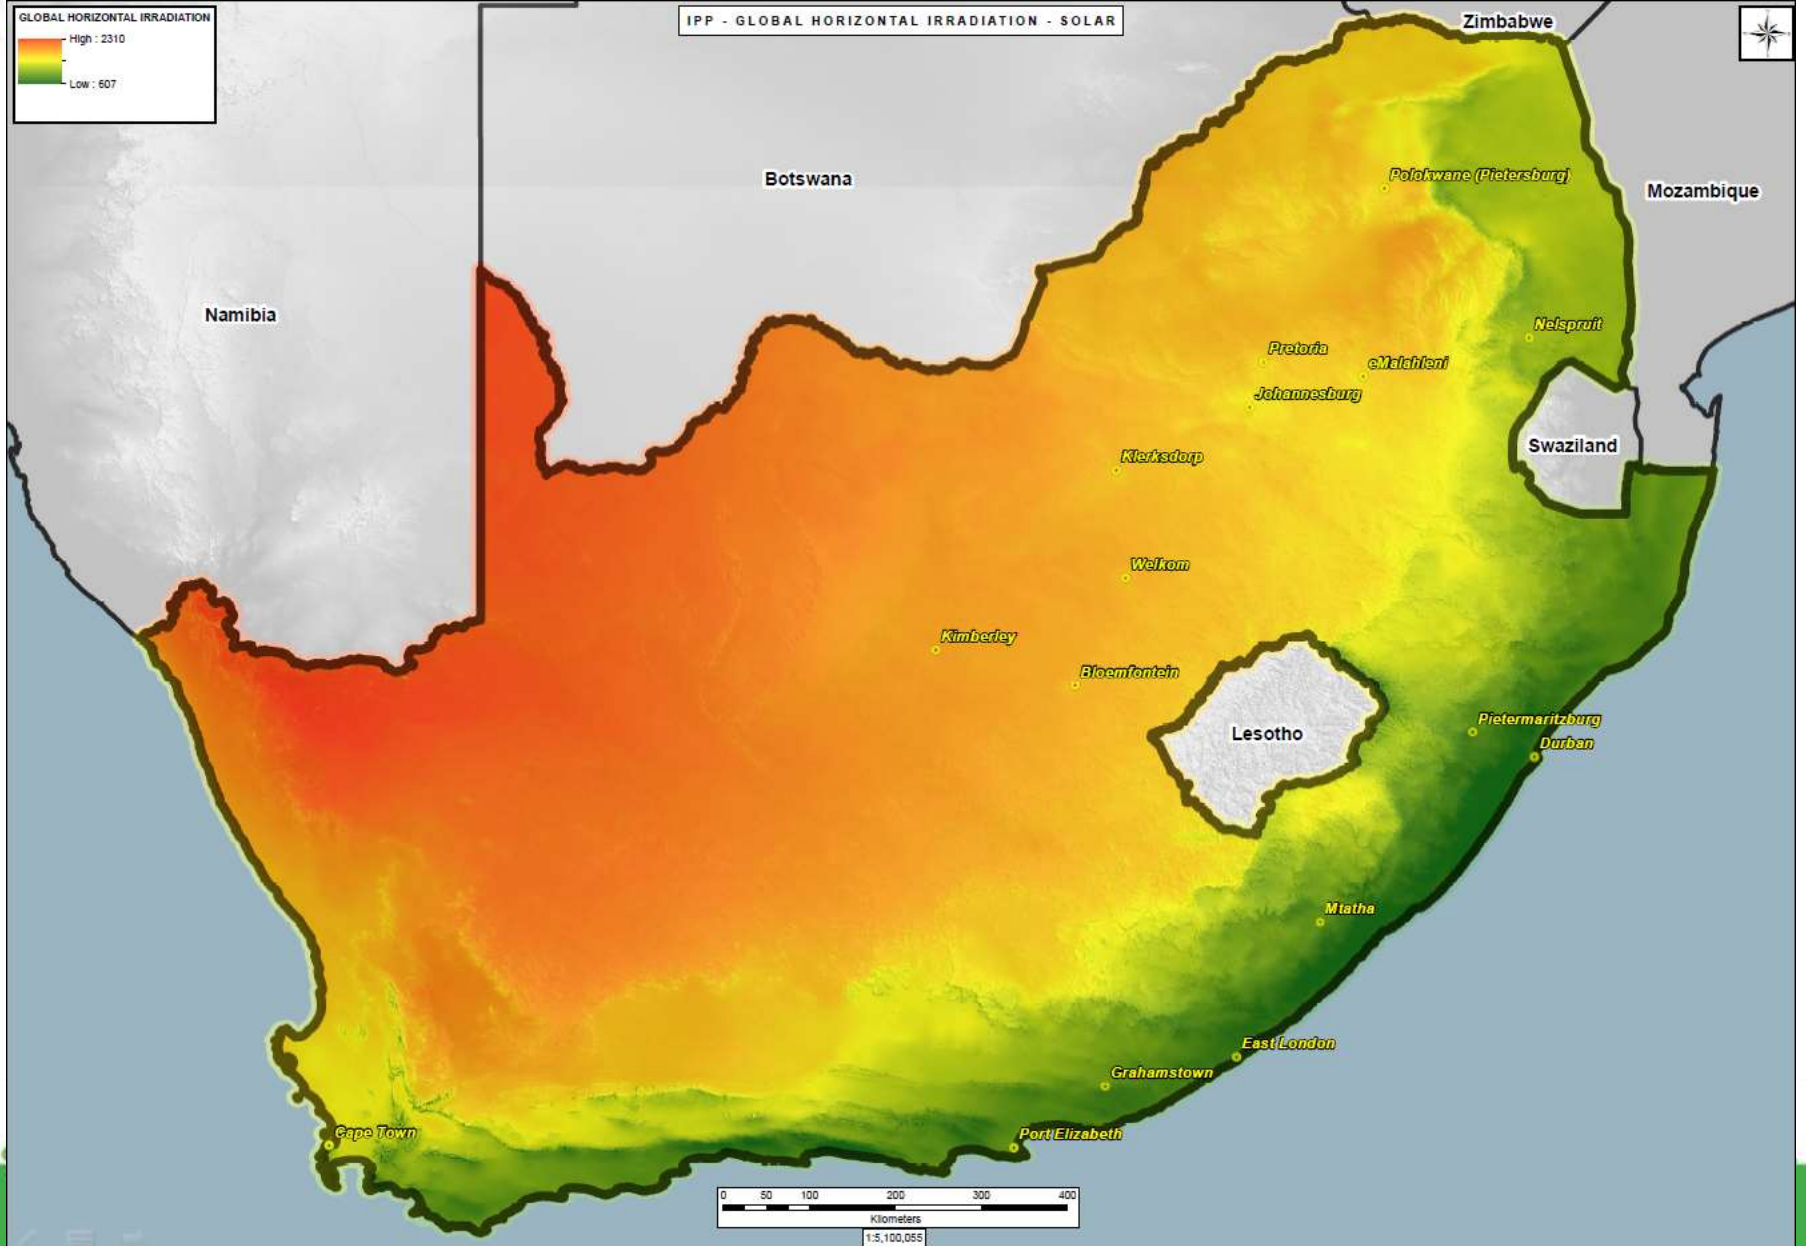 GLOBAL HORIZONTAL IRRADIATION
High : 2310
Low : 607
IPP - GLOBAL HORIZONTAL IRRADIATION - SOLAR
Zimbabwe
Botswana
Polokwane (Pietersburg)
Mozambique
Namibia
Nelspruit
Pretoria
eMalahleni
Johannesburg
Swaziland
Klerksdorp
Welkom
Kimberley
Bloemfontein
Lesotho
Pietermaritzburg
Durban
Mtatha
East London
Grahamstown
Cape Town
Port Elizabeth
0 50 100 200 300 400
Kilometers
1:5,100,055